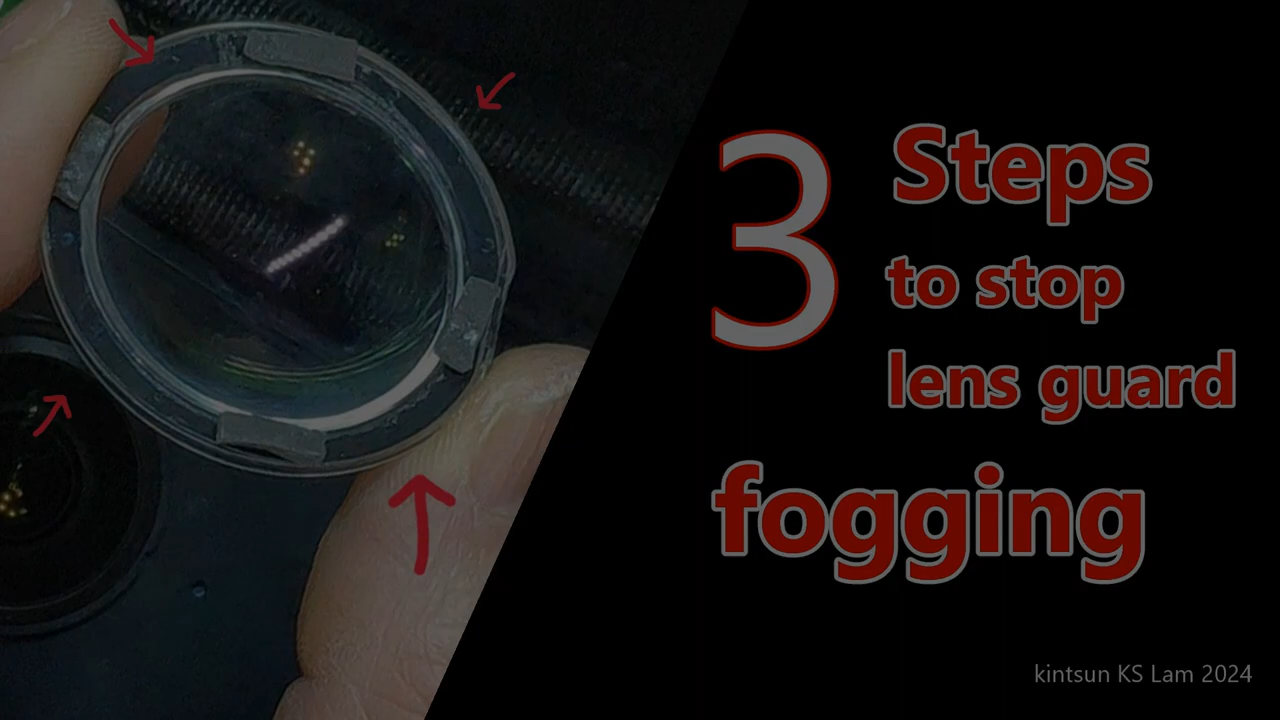 3 Steps
to stop
lens guard
fogging
kintsun KS Lam 2024